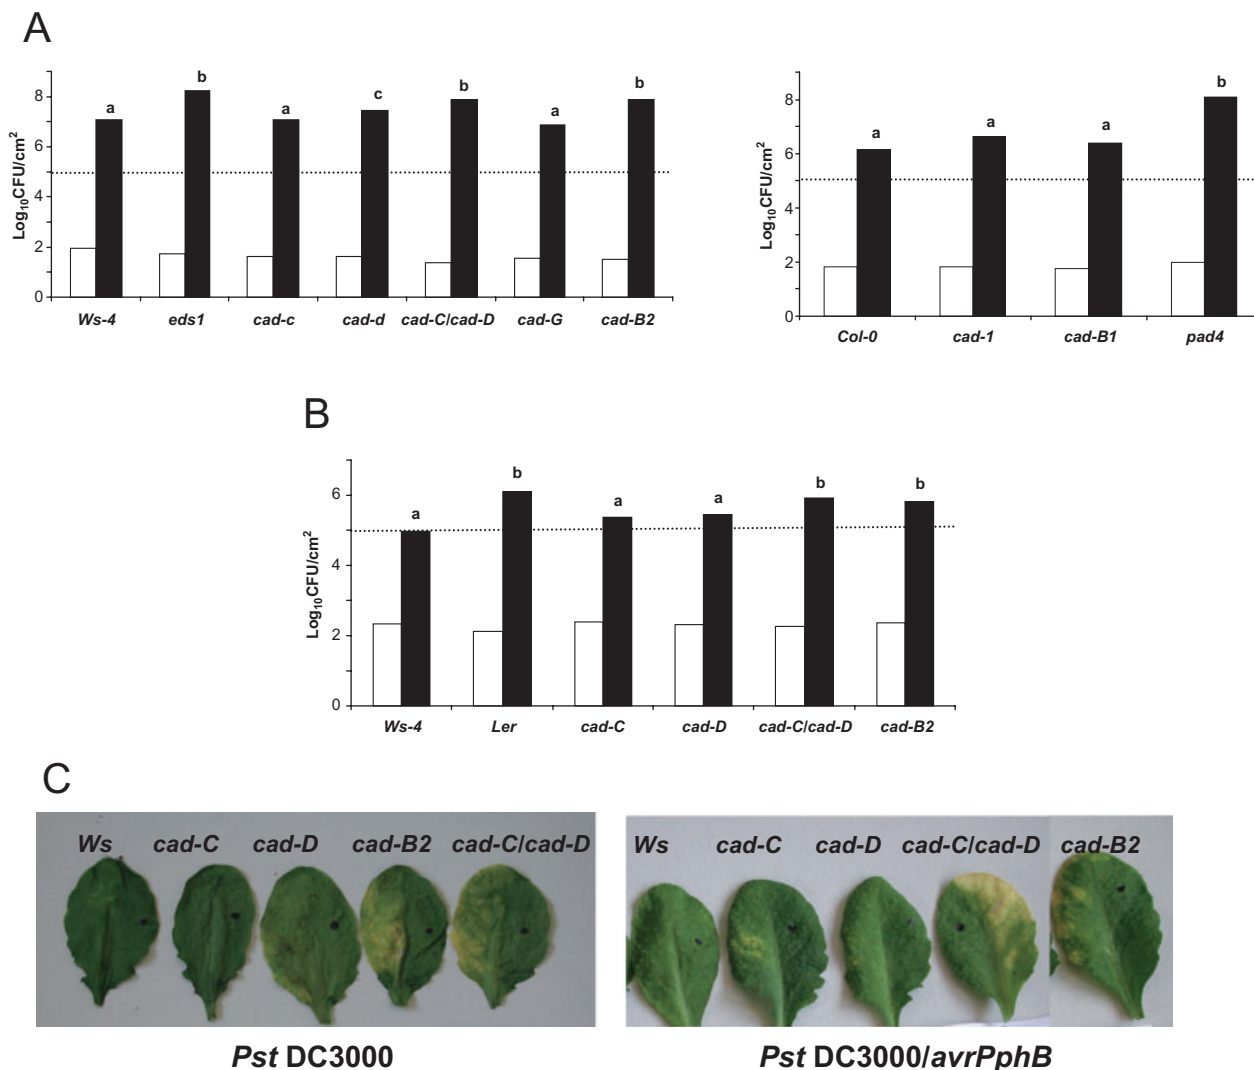 A
Log10CFU/cm2
8
6
4
2
0
a
b
a
c
b
a
b
Ws-4 eds1 cad-c cad-d cad-C/cad-D cad-G cad-B2
Log10CFU/cm2
8
6
4
2
0
a
a
a
b
Col-0 cad-1 cad-B1 pad4
B
Log10CFU/cm2
6
4
2
0
a
b
a
a
b
b
Ws-4 Ler cad-C cad-D cad-C/cad-D cad-B2
C
Ws cad-C cad-D cad-B2 cad-C/cad-D
Pst DC3000
Ws cad-C cad-D cad-C/cad-D cad-B2
Pst DC3000/avrPphB